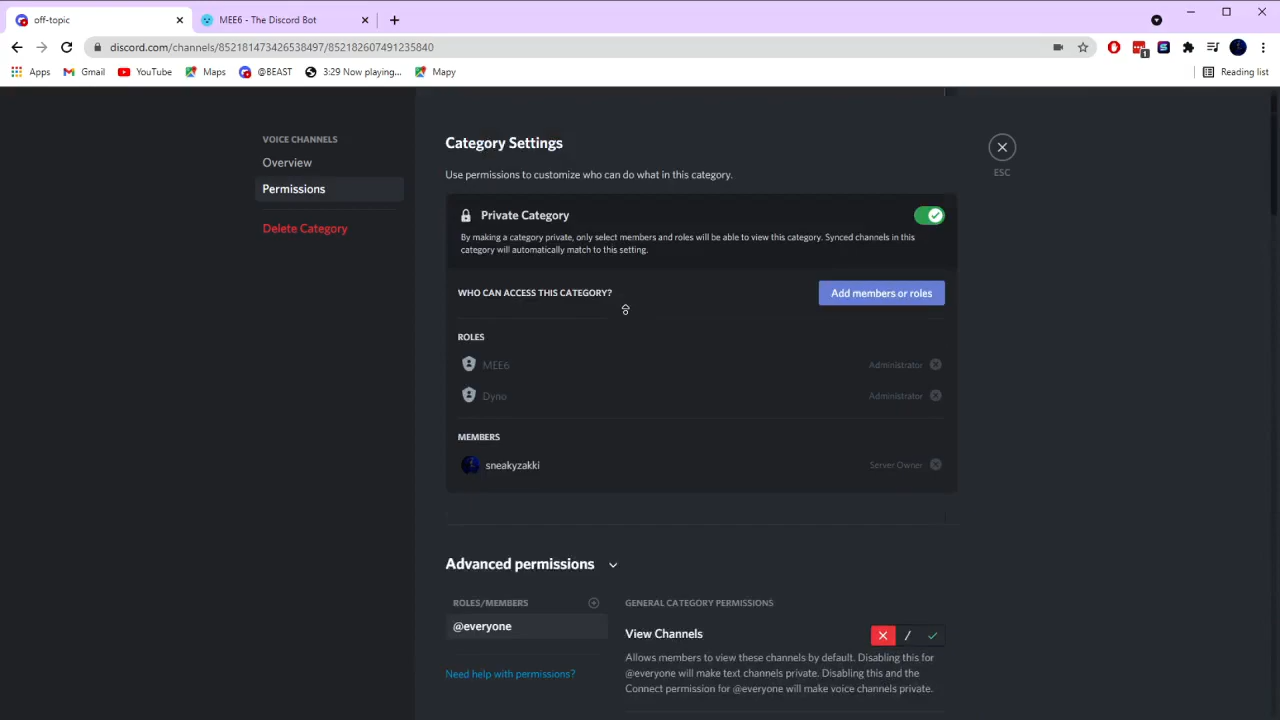 off-topic
MEE6 - The Discord Bot
discord.com/channels/852181473426538497/852182607491235840
1
Apps
Gmail
YouTube
Maps
@BEAST
3:29 Now playing...
Mapy
Reading list
VOICE CHANNELS
Overview
Permissions
Delete Category
Category Settings
Use permissions to customize who can do what in this category.
ESC
Private Category
By making a category private, only select members and roles will be able to view this category. Synced channels in this
category will automatically match to this setting.
WHO CAN ACCESS THIS CATEGORY?
Add members or roles
ROLES
MEE6
Administrator
Dyno
Administrator
MEMBERS
sneakyzakki
Server Owner
Advanced permissions
ROLES/MEMBERS
@everyone
Need help with permissions?
GENERAL CATEGORY PERMISSIONS
View Channels
Allows members to view these channels by default. Disabling this for
@everyone will make text channels private. Disabling this and the
Connect permission for @everyone will make voice channels private.